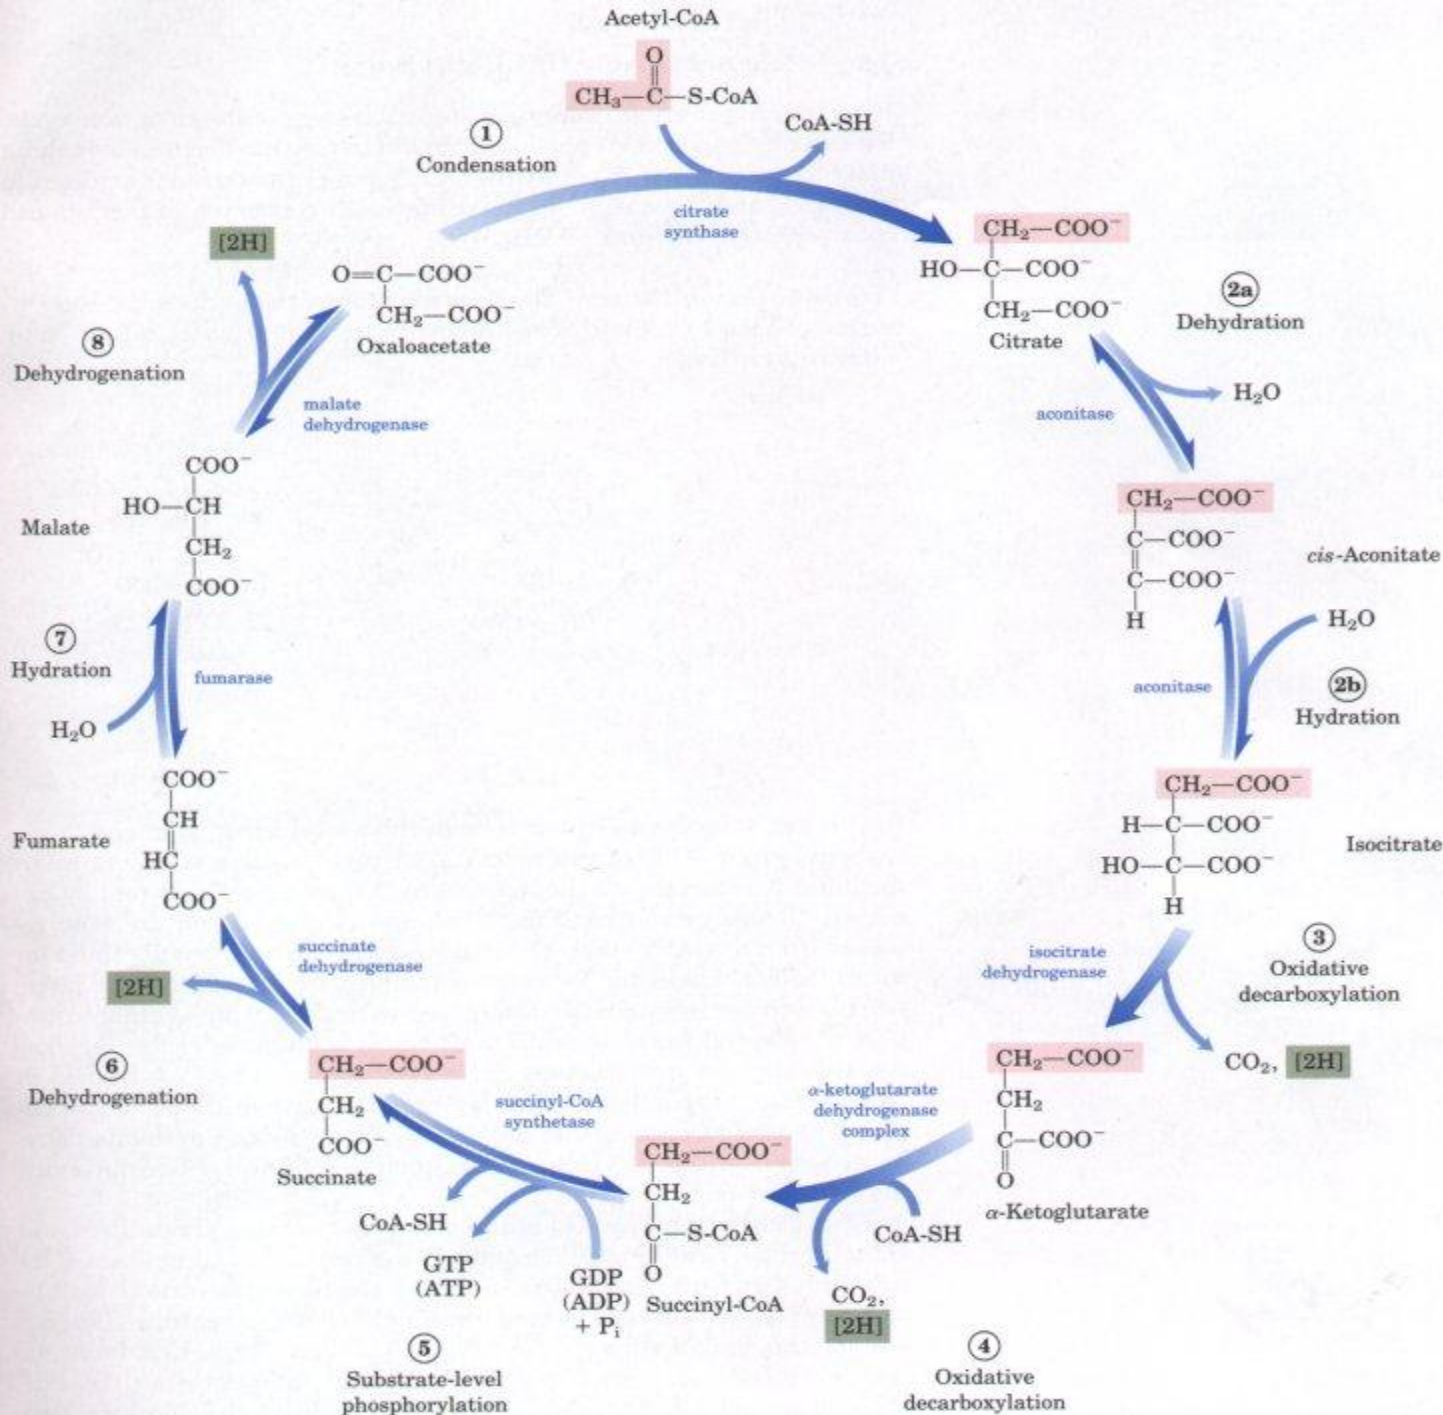 Acetyl-CoA
O
CH₃—C—S-CoA
CoA-SH
1
Condensation
citrate
synthase
[2H]
O=C—COO⁻
CH₂—COO⁻
Oxaloacetate
CH₂—COO⁻
HO—C—COO⁻
CH₂—COO⁻
Citrate
2a
Dehydration
H₂O
aconitase
8
Dehydrogenation
malate
dehydrogenase
COO⁻
HO—CH
CH₂
COO⁻
Malate
CH₂—COO⁻
C—COO⁻
C—COO⁻
H
cis-Aconitate
H₂O
aconitase
2b
Hydration
7
Hydration
fumarase
H₂O
COO⁻
CH
HC
COO⁻
Fumarate
CH₂—COO⁻
H—C—COO⁻
HO—C—COO⁻
H
Isocitrate
isocitrate
dehydrogenase
3
Oxidative
decarboxylation
CO₂, [2H]
succinate
dehydrogenase
[2H]
6
Dehydrogenation
CH₂—COO⁻
CH₂
COO⁻
Succinate
succinyl-CoA
synthetase
CoA-SH
GTP
(ATP)
GDP
(ADP)
+ Pᵢ
5
Substrate-level
phosphorylation
CH₂—COO⁻
CH₂
C—S-CoA
O
Succinyl-CoA
α-ketoglutarate
dehydrogenase
complex
CH₂—COO⁻
CH₂
C—COO⁻
O
α-Ketoglutarate
CoA-SH
CO₂,
[2H]
4
Oxidative
decarboxylation